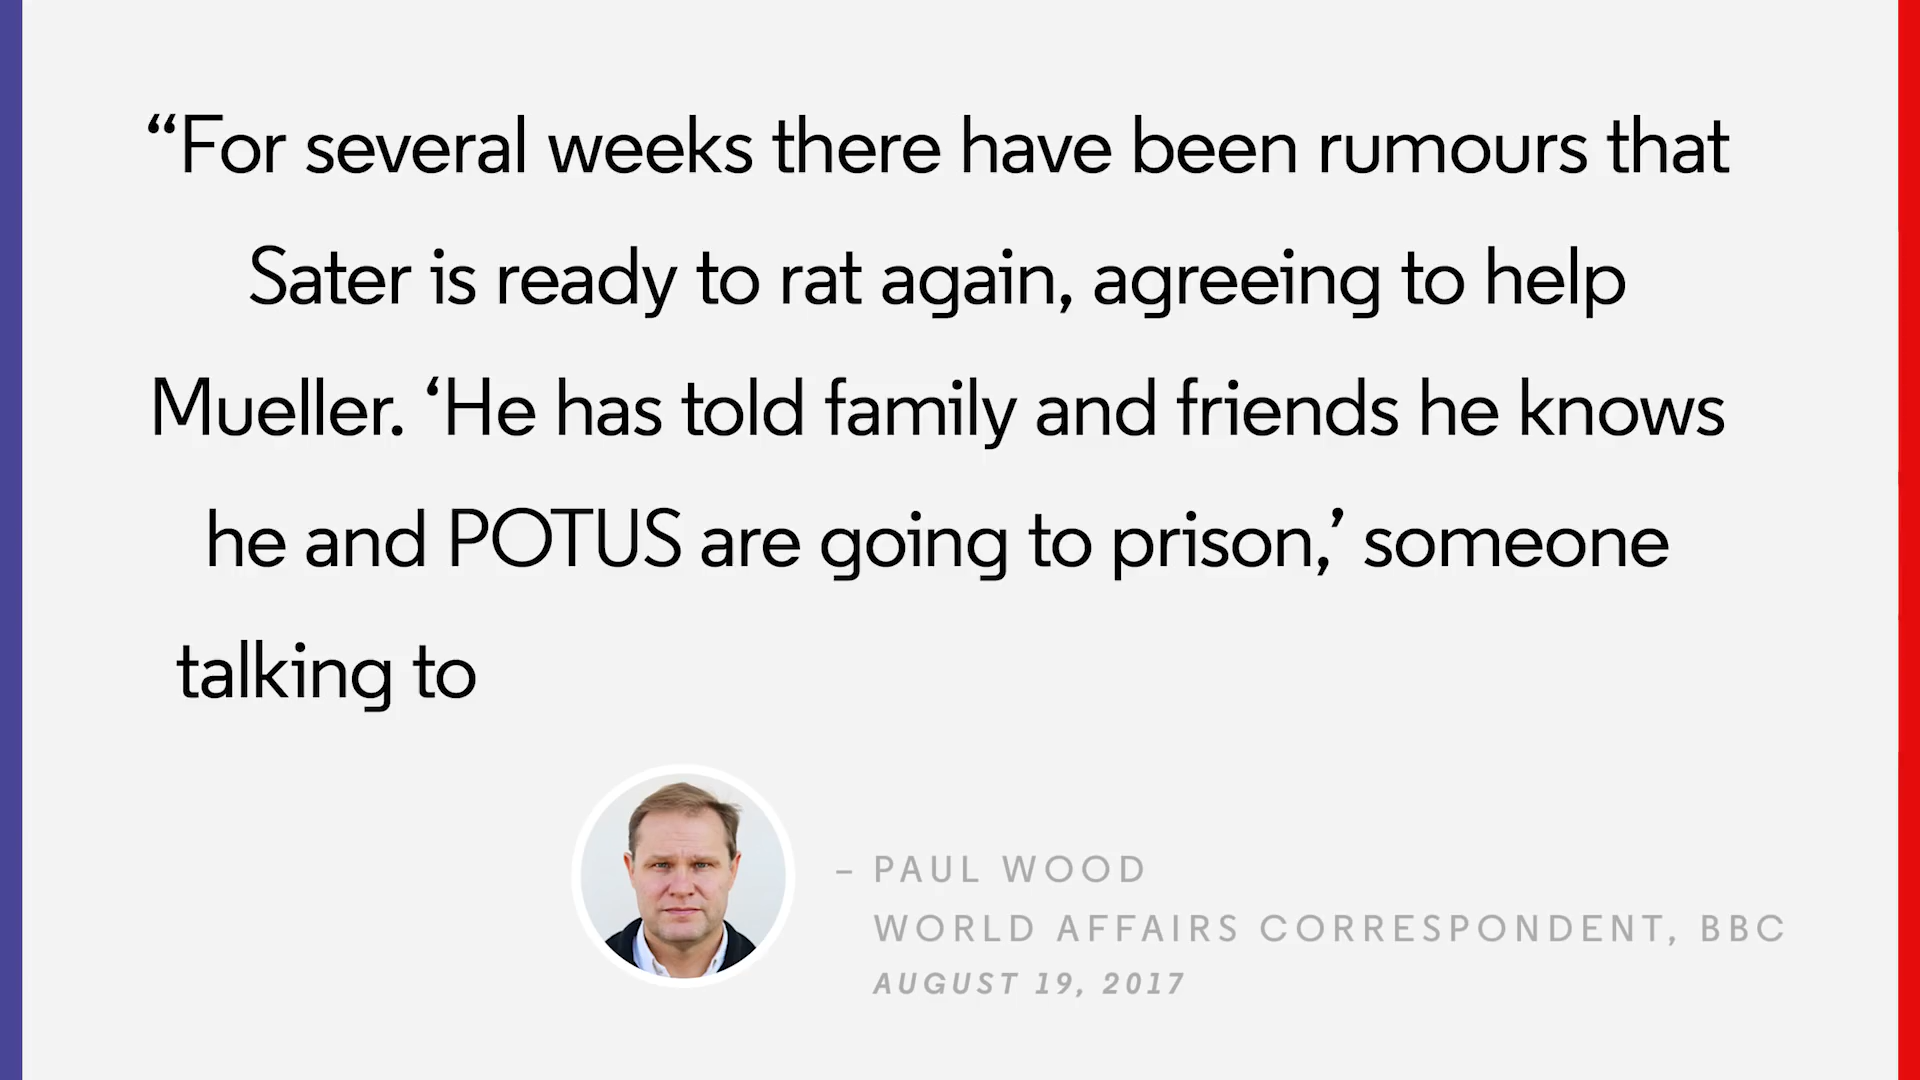 “For several weeks there have been rumours that
Sater is ready to rat again, agreeing to help
Mueller. ‘He has told family and friends he knows
he and POTUS are going to prison,’ someone
talking to
– PAUL WOOD
WORLD AFFAIRS CORRESPONDENT, BBC
AUGUST 19, 2017